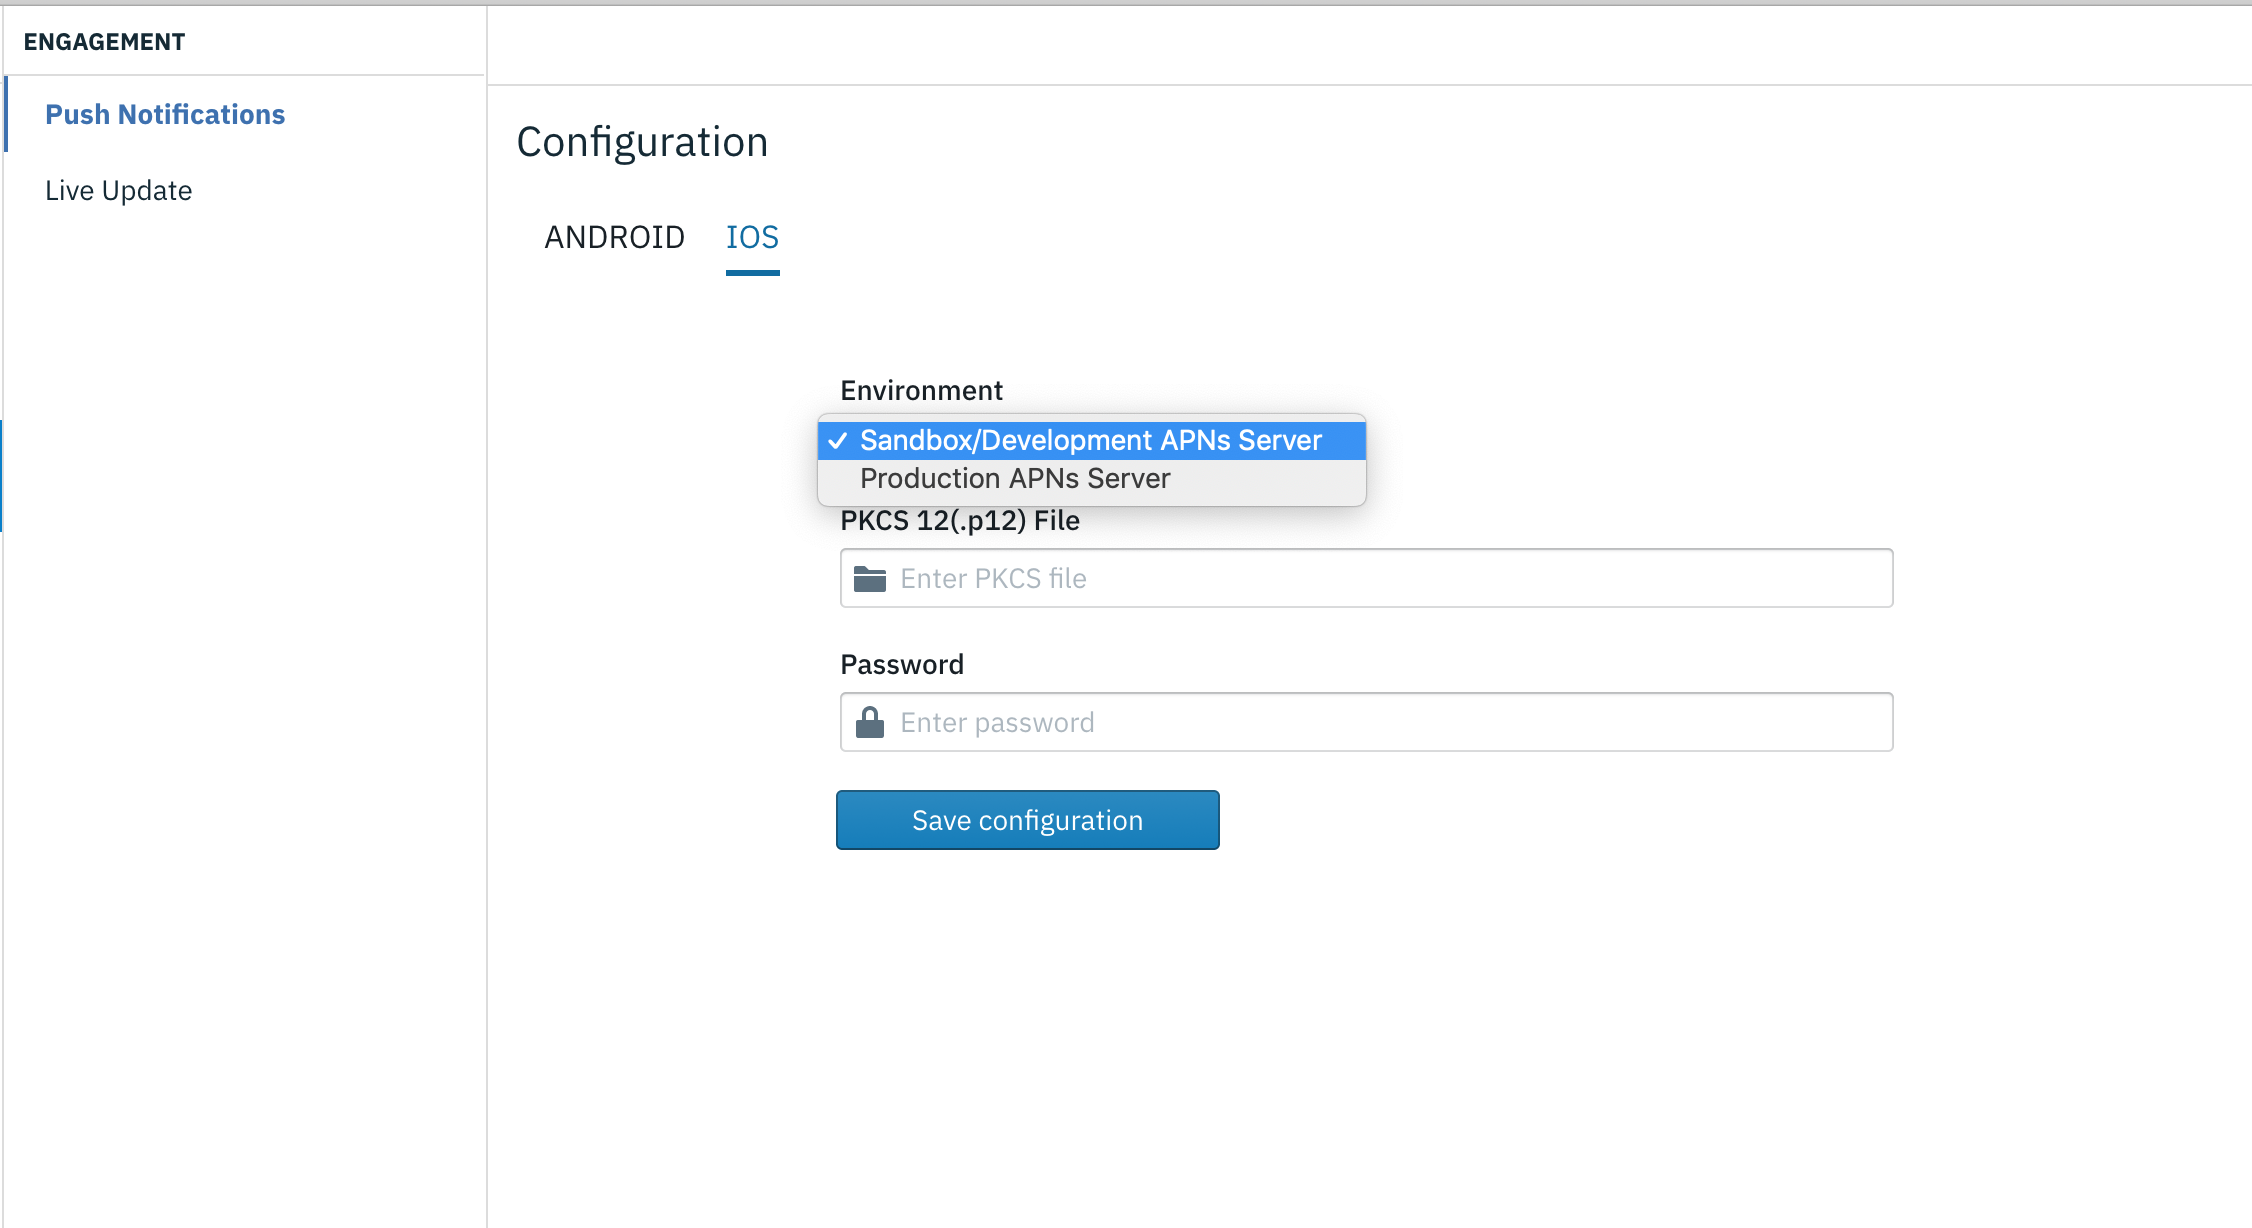 ENGAGEMENT
Push Notifications
Live Update
Configuration
ANDROID IOS
Environment
Sandbox/Development APNs Server
Production APNs Server
PKCS 12(.p12) File
Enter PKCS file
Password
Enter password
Save configuration